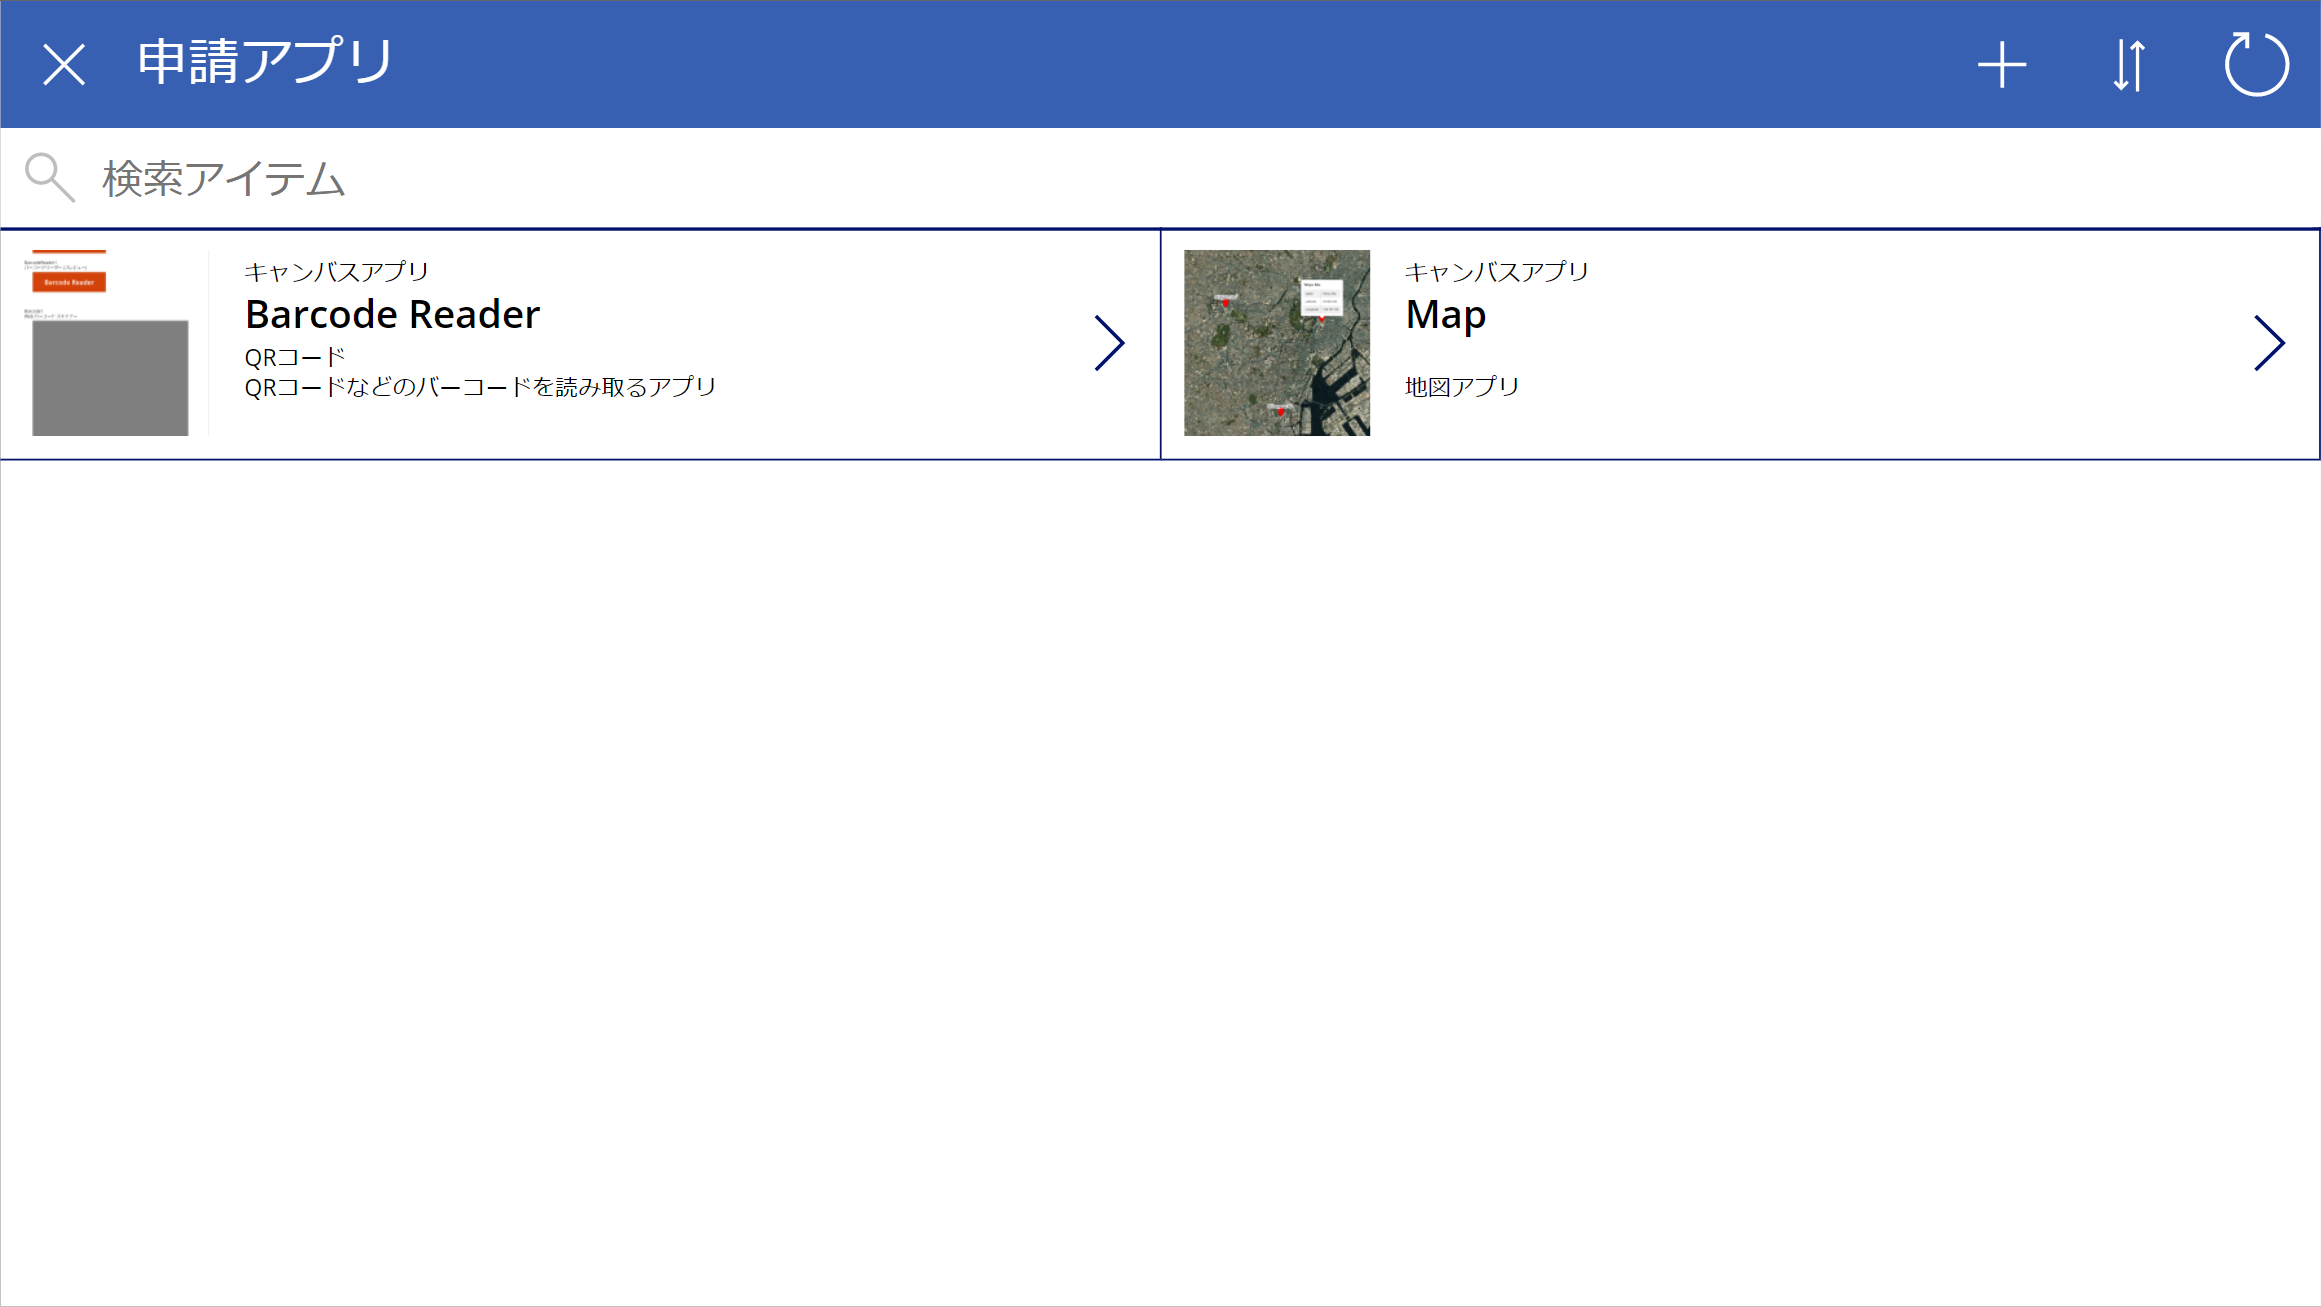 申請アプリ
検索アイテム
Barcode Reader
キャンバスアプリ
Barcode Reader
QRコード
QRコードなどのバーコードを読み取るアプリ
キャンバスアプリ
Map
地図アプリ